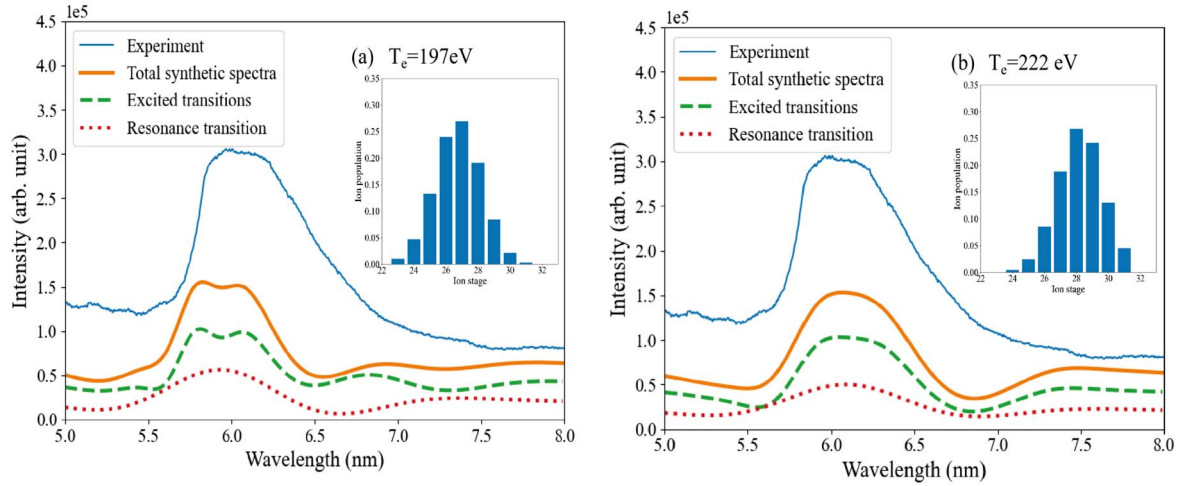 1e5
4.5
4.0
3.5
3.0
2.5
2.0
1.5
1.0
0.5
0.0
Intensity (arb. unit)
Experiment
Total synthetic spectra
Excited transitions
Resonance transition
(a) Te=197eV
0.35
0.30
0.25
0.20
0.15
0.10
0.05
0.00
Ion population
22 24 26 28 30 32
Ion stage
5.0 5.5 6.0 6.5 7.0 7.5 8.0
Wavelength (nm)
1e5
4.5
4.0
3.5
3.0
2.5
2.0
1.5
1.0
0.5
0.0
Intensity (arb. unit)
Experiment
Total synthetic spectra
Excited transitions
Resonance transition
(b) Te=222 eV
0.35
0.30
0.25
0.20
0.15
0.10
0.05
0.00
Ion population
22 24 26 28 30 32
Ion stage
5.0 5.5 6.0 6.5 7.0 7.5 8.0
Wavelength (nm)